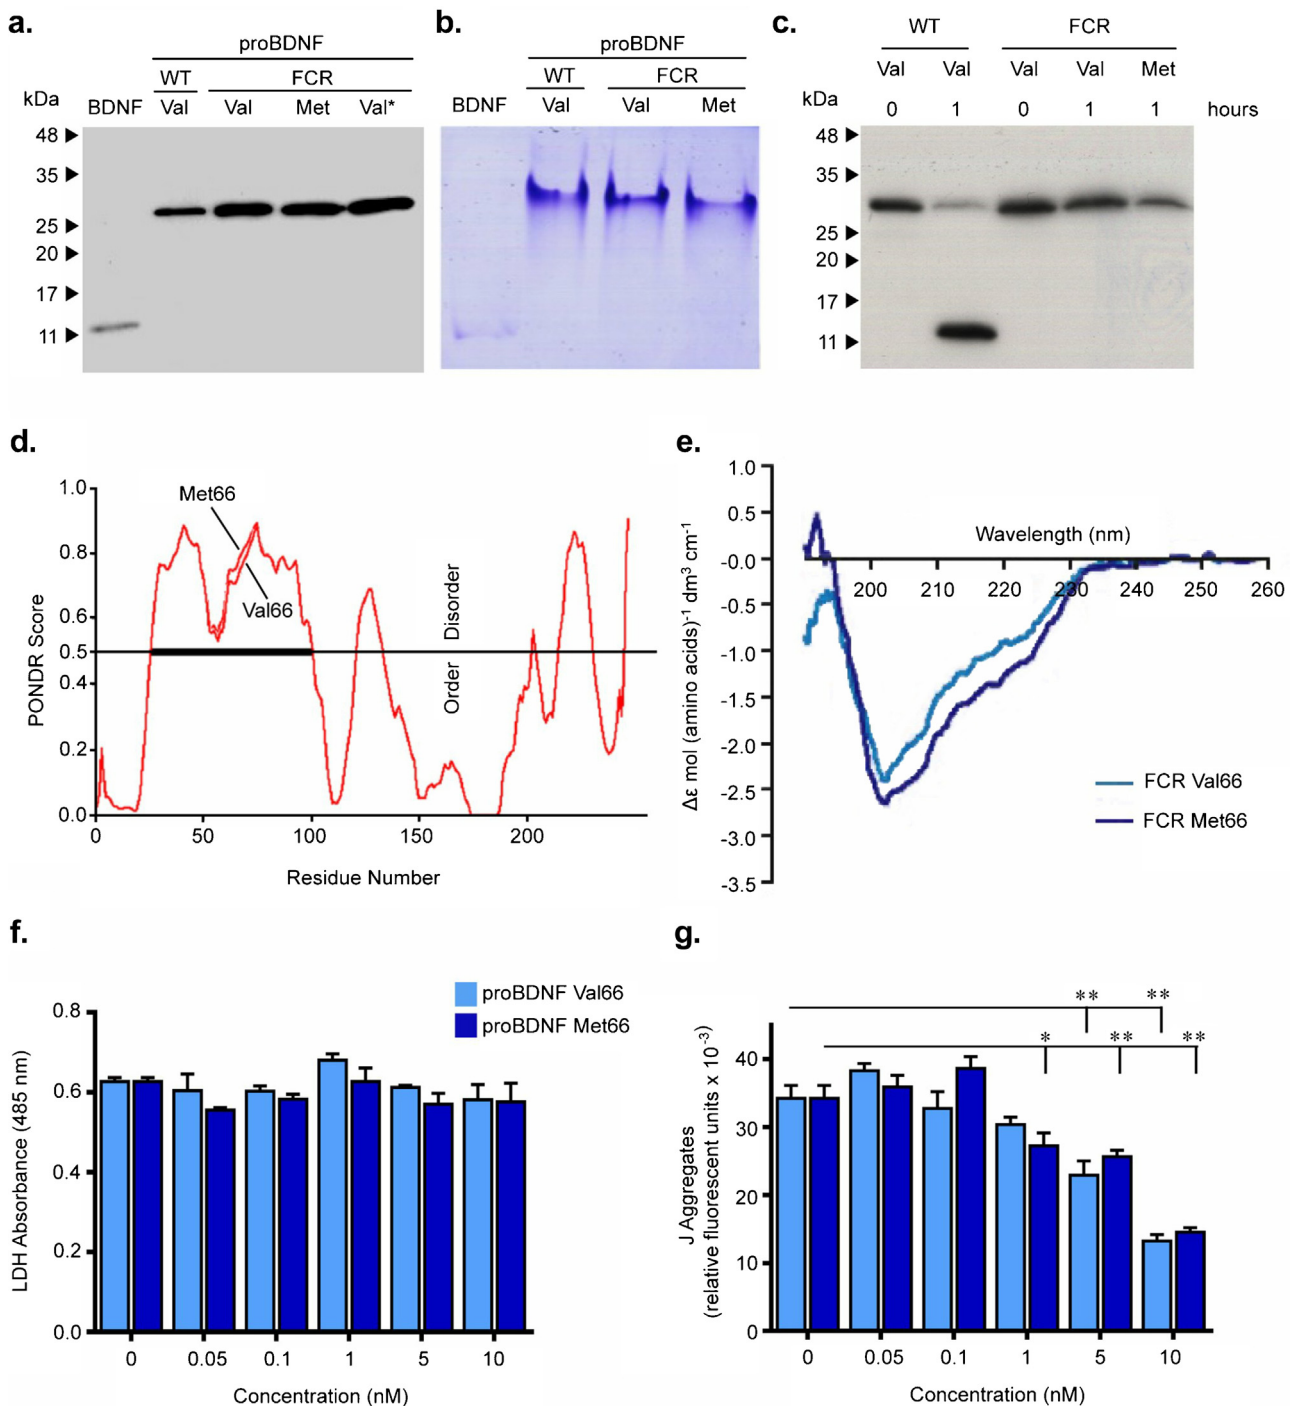 a.
proBDNF
WT FCR
kDa BDNF Val Val Met Val*
48
35
25
20
17
11
b.
proBDNF
WT FCR
BDNF Val Val Met
c.
WT FCR
Val Val Val Val Met
kDa 0 1 0 1 1 hours
48
35
25
20
17
11
d.
1.0
0.8
0.6
0.5
0.4
0.2
0.0
PONDR Score
Met66
Val66
Disorder
Order
0 50 100 150 200
Residue Number
e.
1.0
0.5
-0.0
-0.5
-1.0
-1.5
-2.0
-2.5
-3.0
-3.5
Δε mol (amino acids)⁻¹ dm³ cm⁻¹
Wavelength (nm)
200 210 220 230 240 250 260
FCR Val66
FCR Met66
f.
proBDNF Val66
proBDNF Met66
0.8
0.6
0.4
0.2
0.0
LDH Absorbance (485 nm)
0 0.05 0.1 1 5 10
Concentration (nM)
g.
** **
* ** **
40
30
20
10
0
J Aggregates
(relative fluorescent units x 10⁻³)
0 0.05 0.1 1 5 10
Concentration (nM)